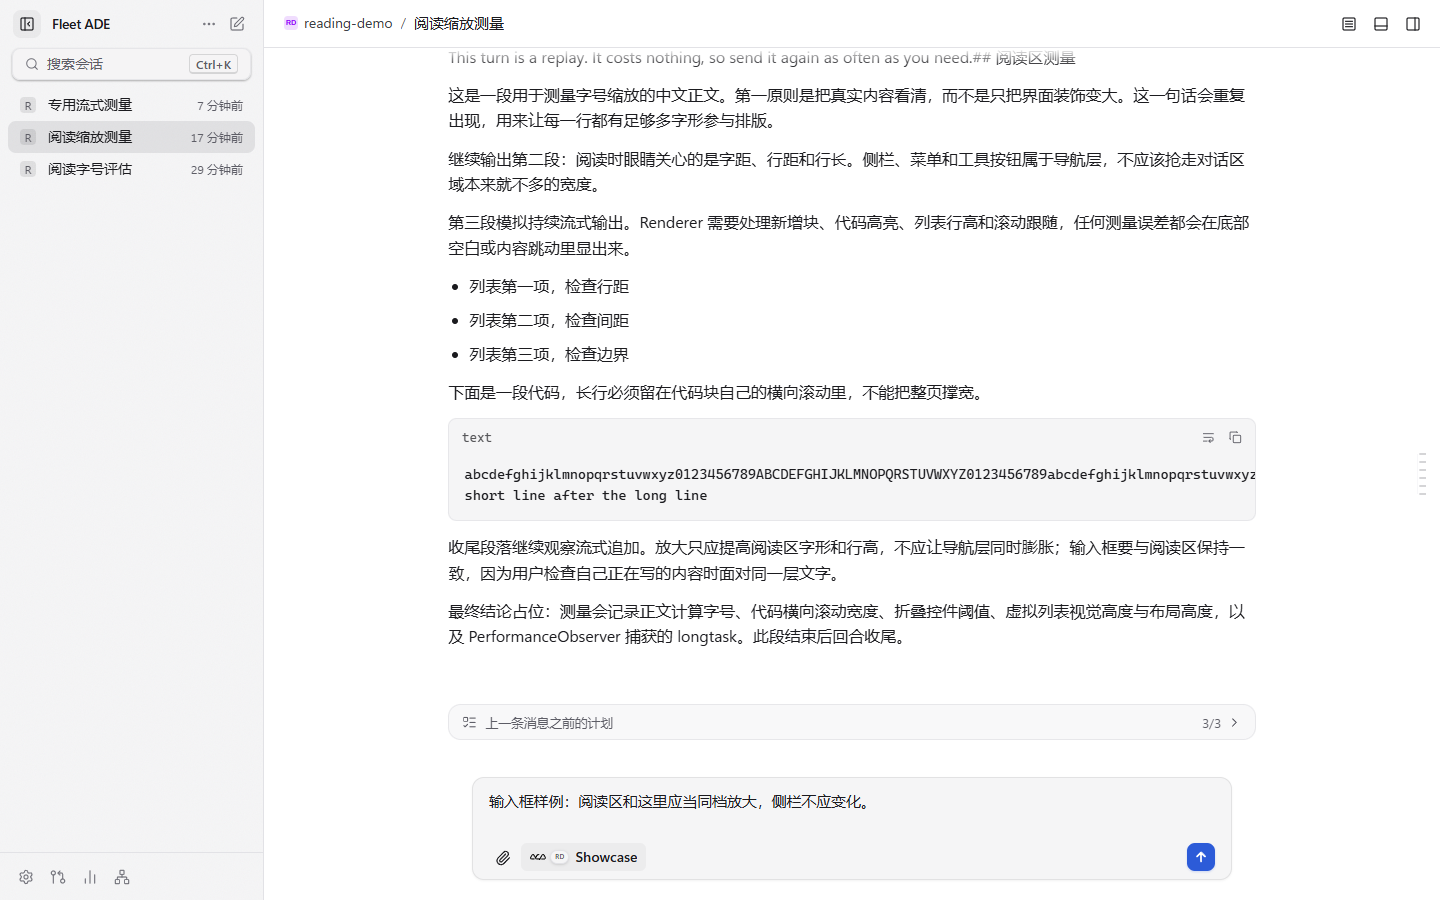 Fleet ADE
搜索会话 Ctrl+K
R 专用流式测量 7 分钟前
R 阅读缩放测量 17 分钟前
R 阅读字号评估 29 分钟前
RD reading-demo / 阅读缩放测量
This turn is a replay. It costs nothing, so send it again as often as you need.## 阅读区测量
这是一段用于测量字号缩放的中文正文。第一原则是把真实内容看清，而不是只把界面装饰变大。这一句话会重复
出现，用来让每一行都有足够多字形参与排版。
继续输出第二段：阅读时眼睛关心的是字距、行距和行长。侧栏、菜单和工具按钮属于导航层，不应该抢走对话区
域本来就不多的宽度。
第三段模拟持续流式输出。Renderer 需要处理新增块、代码高亮、列表行高和滚动跟随，任何测量误差都会在底部
空白或内容跳动里显出来。
• 列表第一项，检查行距
• 列表第二项，检查间距
• 列表第三项，检查边界
下面是一段代码，长行必须留在代码块自己的横向滚动里，不能把整页撑宽。
text
abcdefghijklmnopqrstuvwxyz0123456789ABCDEFGHIJKLMNOPQRSTUVWXYZ0123456789abcdefghijklmnopqrstuvwxyz
short line after the long line
收尾段落继续观察流式追加。放大只应提高阅读区字形和行高，不应让导航层同时膨胀；输入框要与阅读区保持一
致，因为用户检查自己正在写的内容时面对同一层文字。
最终结论占位：测量会记录正文计算字号、代码横向滚动宽度、折叠控件阈值、虚拟列表视觉高度与布局高度，以
及 PerformanceObserver 捕获的 longtask。此段结束后回合收尾。
上一条消息之前的计划 3/3
输入框样例：阅读区和这里应当同档放大，侧栏不应变化。
RD Showcase